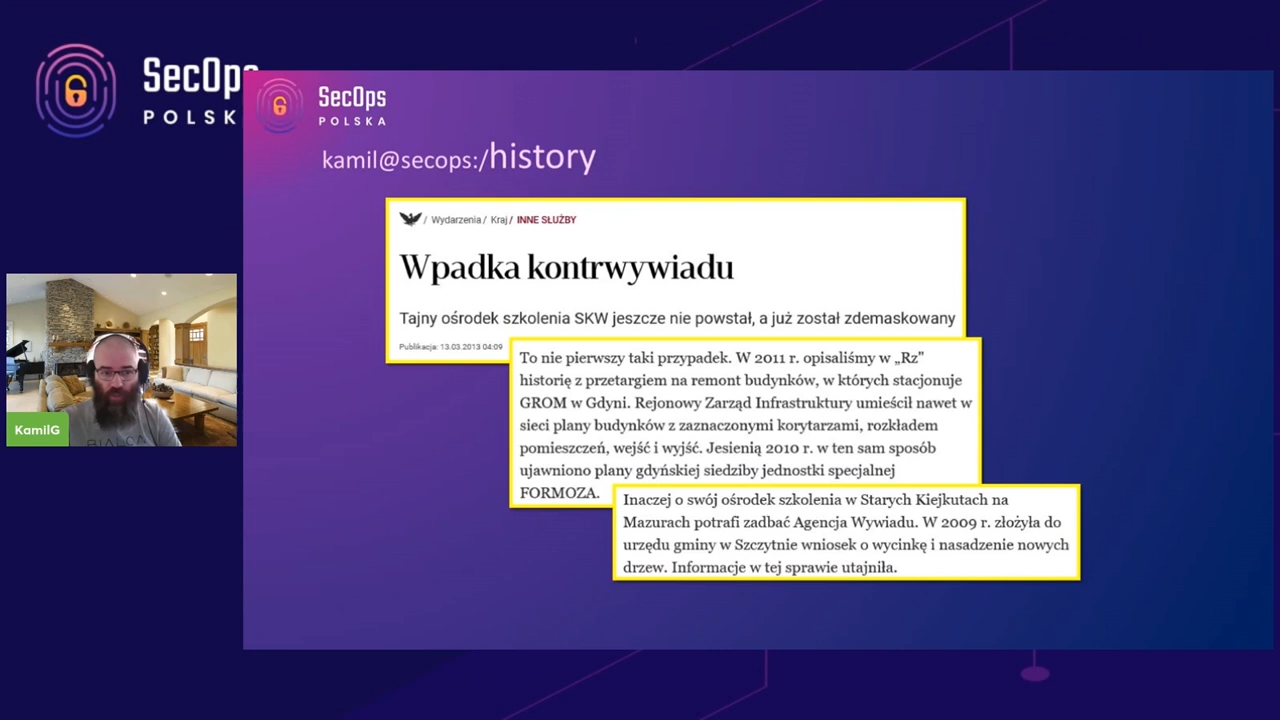 SecOps
POLSK
SecOps
POLSKA
kamil@secops:/history
/ Wydarzenia / Kraj / INNE SŁUŻBY
Wpadka kontrwywiadu
Tajny ośrodek szkolenia SKW jeszcze nie powstał, a już został zdemaskowany
Publikacja: 13.03.2013 04:09
To nie pierwszy taki przypadek. W 2011 r. opisaliśmy w „Rz"
historię z przetargiem na remont budynków, w których stacjonuje
GROM w Gdyni. Rejonowy Zarząd Infrastruktury umieścił nawet w
sieci plany budynków z zaznaczonymi korytarzami, rozkładem
pomieszczeń, wejść i wyjść. Jesienią 2010 r. w ten sam sposób
ujawniono plany gdyńskiej siedziby jednostki specjalnej
FORMOZA.
Inaczej o swój ośrodek szkolenia w Starych Kiejkutach na
Mazurach potrafi zadbać Agencja Wywiadu. W 2009 r. złożyła do
urzędu gminy w Szczytnie wniosek o wycinkę i nasadzenie nowych
drzew. Informacje w tej sprawie utajniła.
KamilG